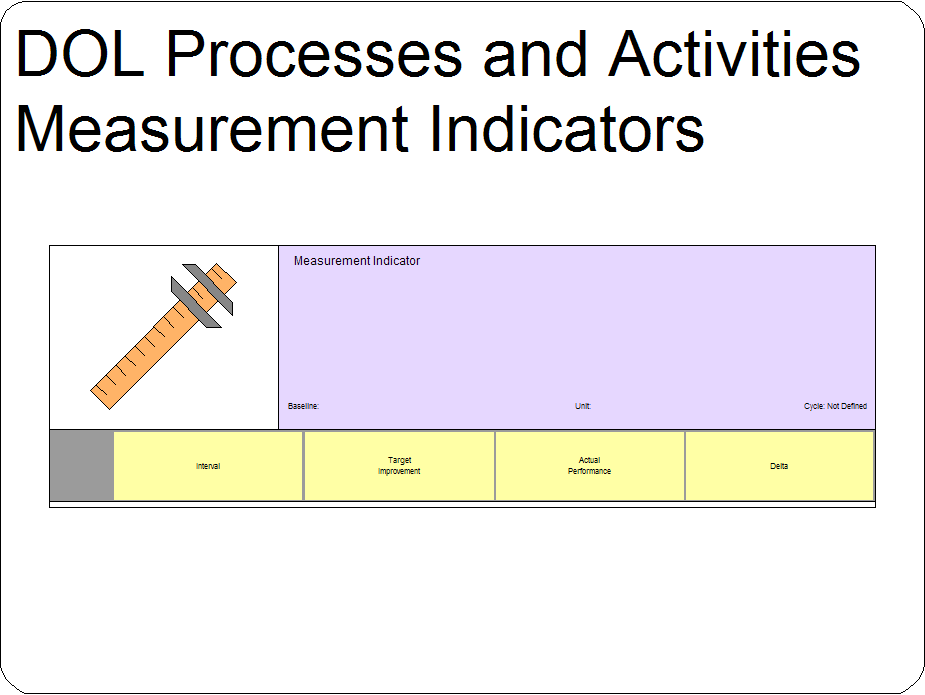 DOL Processes and Activities
Measurement Indicators
Measurement Indicator
Baseline:
Unit:
Cycle: Not Defined
Interval
Target
Improvement
Actual
Performance
Delta